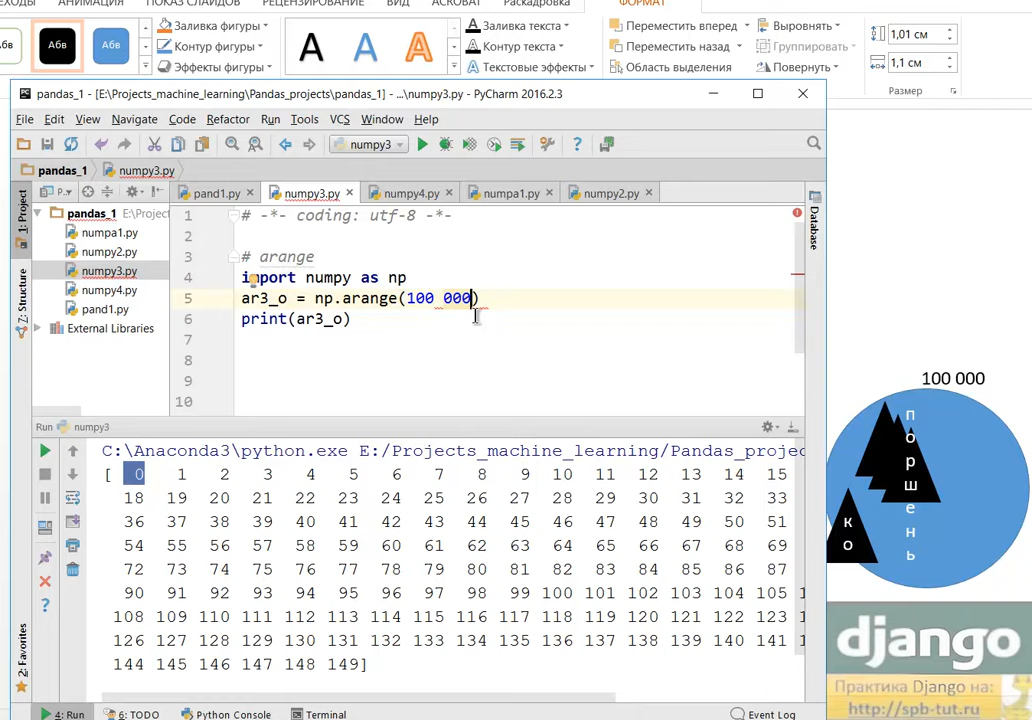 ЕХОДЫ АНИМАЦИЯ ПОКАЗ СЛАЙДОВ РЕЦЕНЗИРОВАНИЕ ВИД ACROBAT Раскадровка ФОРМАТ
Абв Абв
Заливка фигуры
Контур фигуры
Эффекты фигуры
A A A
Заливка текста
Контур текста
Текстовые эффекты
Переместить вперед
Переместить назад
Область выделения
Выровнять
Группировать
Повернуть
1,01 см
1,1 см
Размер
pandas_1 - [E:\Projects_machine_learning\Pandas_projects\pandas_1] - ...\numpy3.py - PyCharm 2016.2.3
File Edit View Navigate Code Refactor Run Tools VCS Window Help
numpy3
pandas_1 numpy3.py
P..
pand1.py numpy3.py numpy4.py numpa1.py numpy2.py
1: Project
7: Structure
2: Favorites
Database
pandas_1 E:\Project
numpa1.py
numpy2.py
numpy3.py
numpy4.py
pand1.py
External Libraries
1 # -*- coding: utf-8 -*-
2
3 # arange
4 import numpy as np
5 ar3_o = np.arange(100 000)
6 print(ar3_o)
7
8
9
10
Run numpy3
C:\Anaconda3\python.exe E:/Projects_machine_learning/Pandas_projec
[ 0 1 2 3 4 5 6 7 8 9 10 11 12 13 14 15
18 19 20 21 22 23 24 25 26 27 28 29 30 31 32 33
36 37 38 39 40 41 42 43 44 45 46 47 48 49 50 51
54 55 56 57 58 59 60 61 62 63 64 65 66 67 68 69
72 73 74 75 76 77 78 79 80 81 82 83 84 85 86 87
90 91 92 93 94 95 96 97 98 99 100 101 102 103 104 105 1
108 109 110 111 112 113 114 115 116 117 118 119 120 121 122 123 1
126 127 128 129 130 131 132 133 134 135 136 137 138 139 140 141 1
144 145 146 147 148 149]
4: Run 6: TODO Python Console Terminal Event Log
100 000
поршень
ко
django
Практика Django на:
http://spb-tut.ru